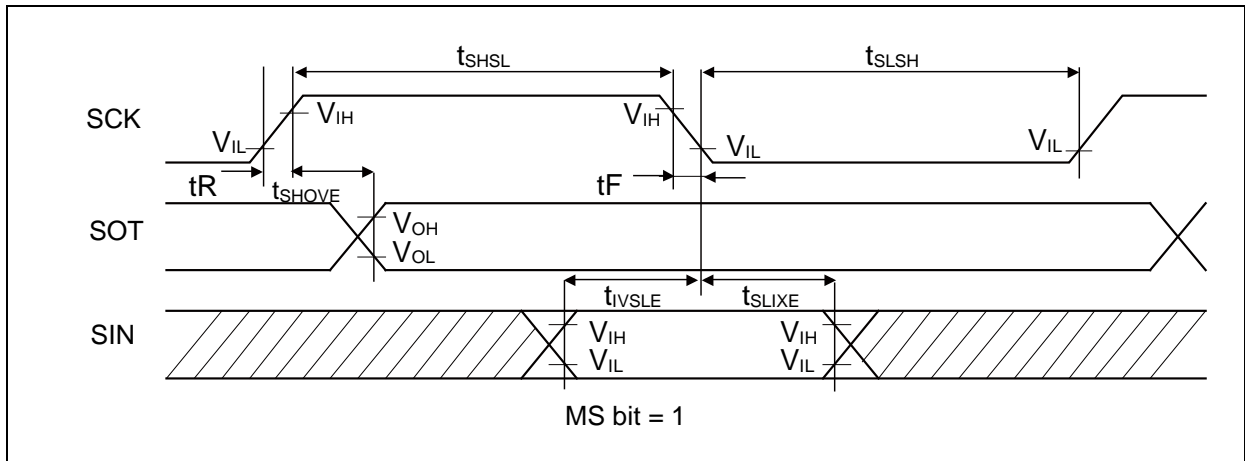 tSHSL
tSLSH
SCK
VIH
VIH
VIL
VIL
VIL
tR
tSHOVE
tF
SOT
VOH
VOL
tIVSLE
tSLIXE
SIN
VIH
VIH
VIL
VIL
MS bit = 1